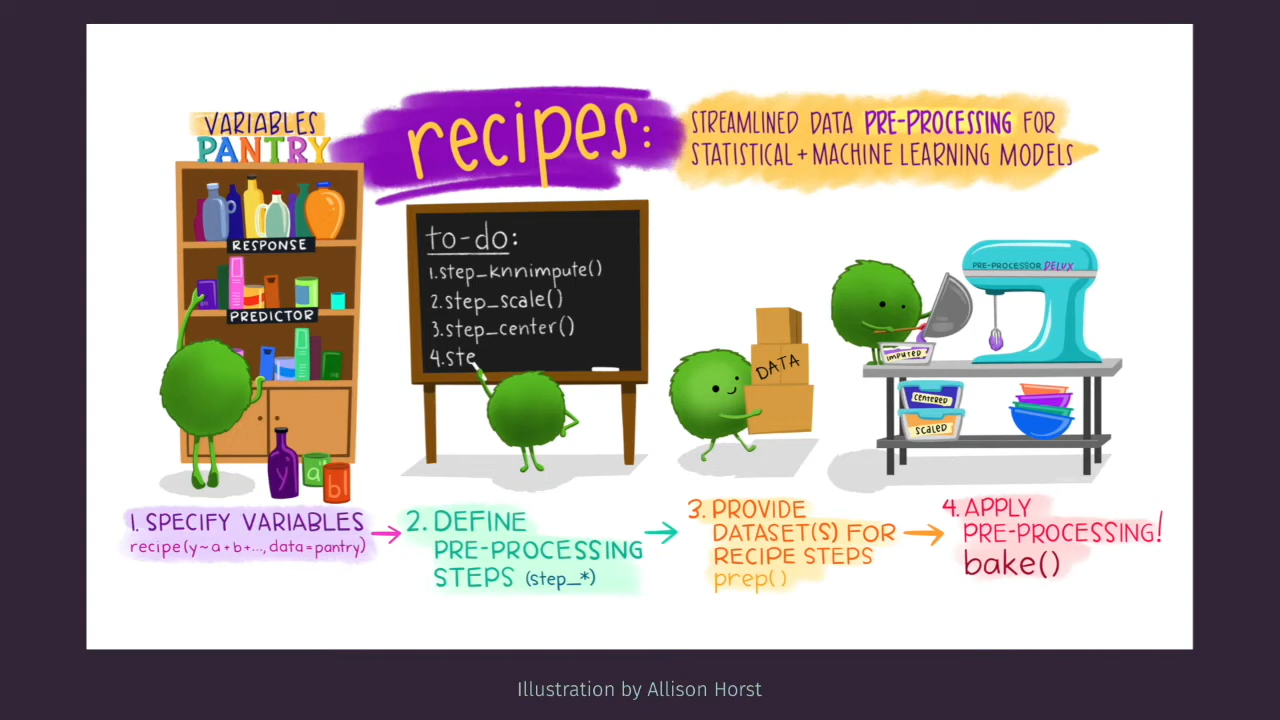 VARIABLES
PANTRY
recipes:
STREAMLINED DATA PRE-PROCESSING FOR
STATISTICAL + MACHINE LEARNING MODELS
RESPONSE
PREDICTOR
y
a
b
to-do:
1.step_knnimpute()
2.step_scale()
3.step_center()
4.ste
DATA
PRE-PROCESSOR DELUX
IMPUTED
CENTERED
SCALED
1. SPECIFY VARIABLES
recipe(y~a+b+..., data=pantry)
2. DEFINE
PRE-PROCESSING
STEPS (step_*)
3. PROVIDE
DATASET(S) FOR
RECIPE STEPS
prep()
4. APPLY
PRE-PROCESSING!
bake()
Illustration by Allison Horst